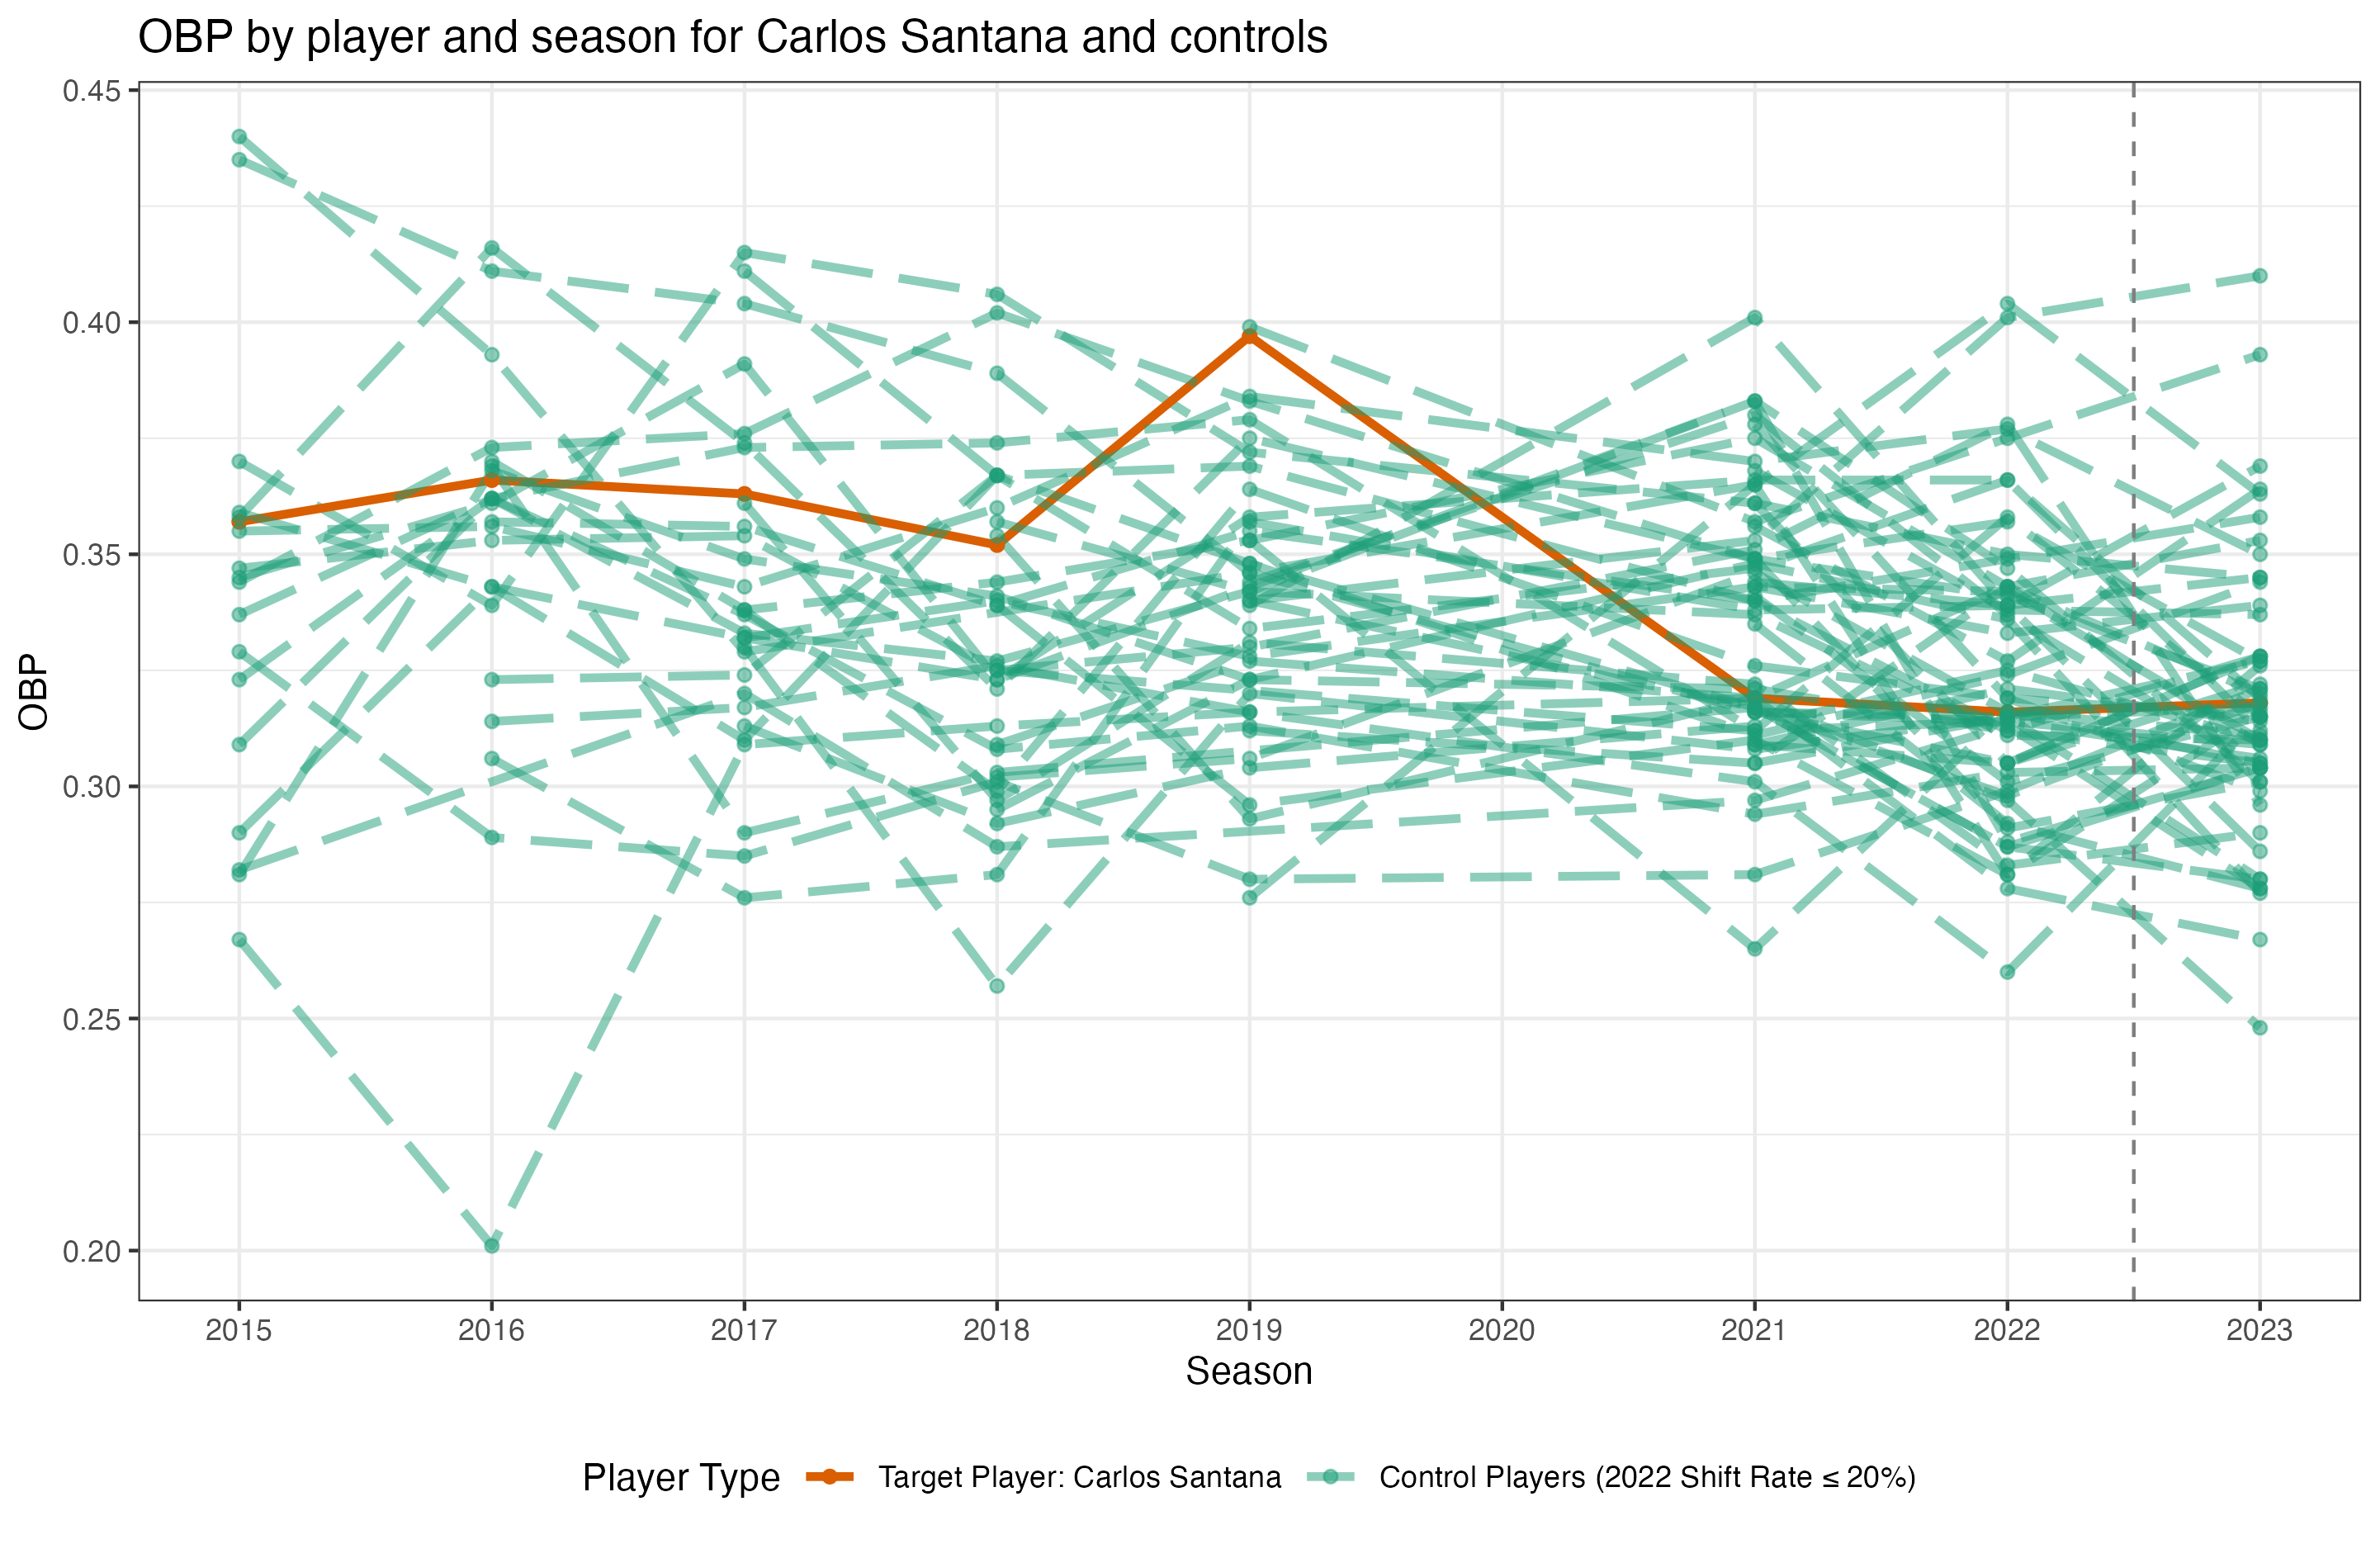 OBP by player and season for Carlos Santana and controls
0.45
0.40
0.35
0.30
0.25
0.20
OBP
2015 2016 2017 2018 2019 2020 2021 2022 2023
Season
Player Type Target Player: Carlos Santana Control Players (2022 Shift Rate ≤ 20%)